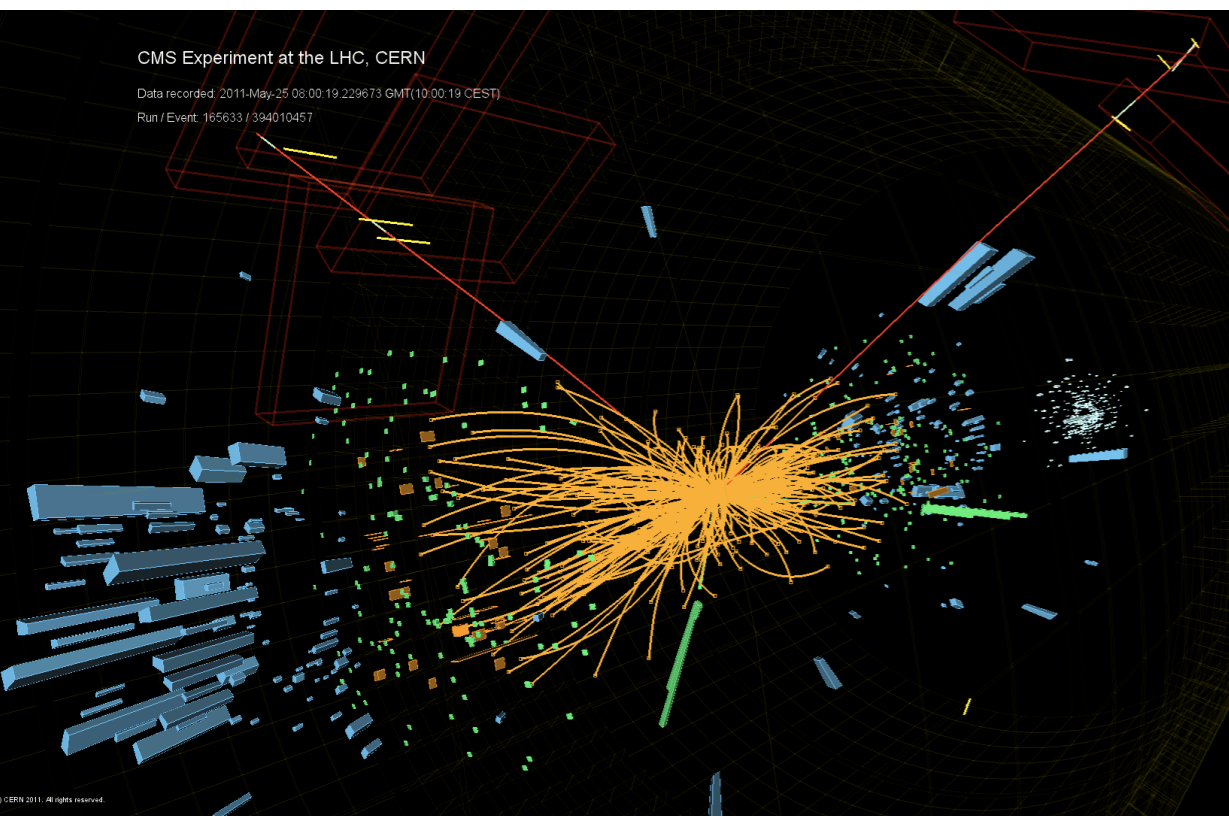 CMS Experiment at the LHC, CERN
Data recorded: 2011-May-25 08:00:19.229673 GMT(10:00:19 CEST)
Run / Event: 165633 / 394010457
) CERN 2011. All rights reserved.